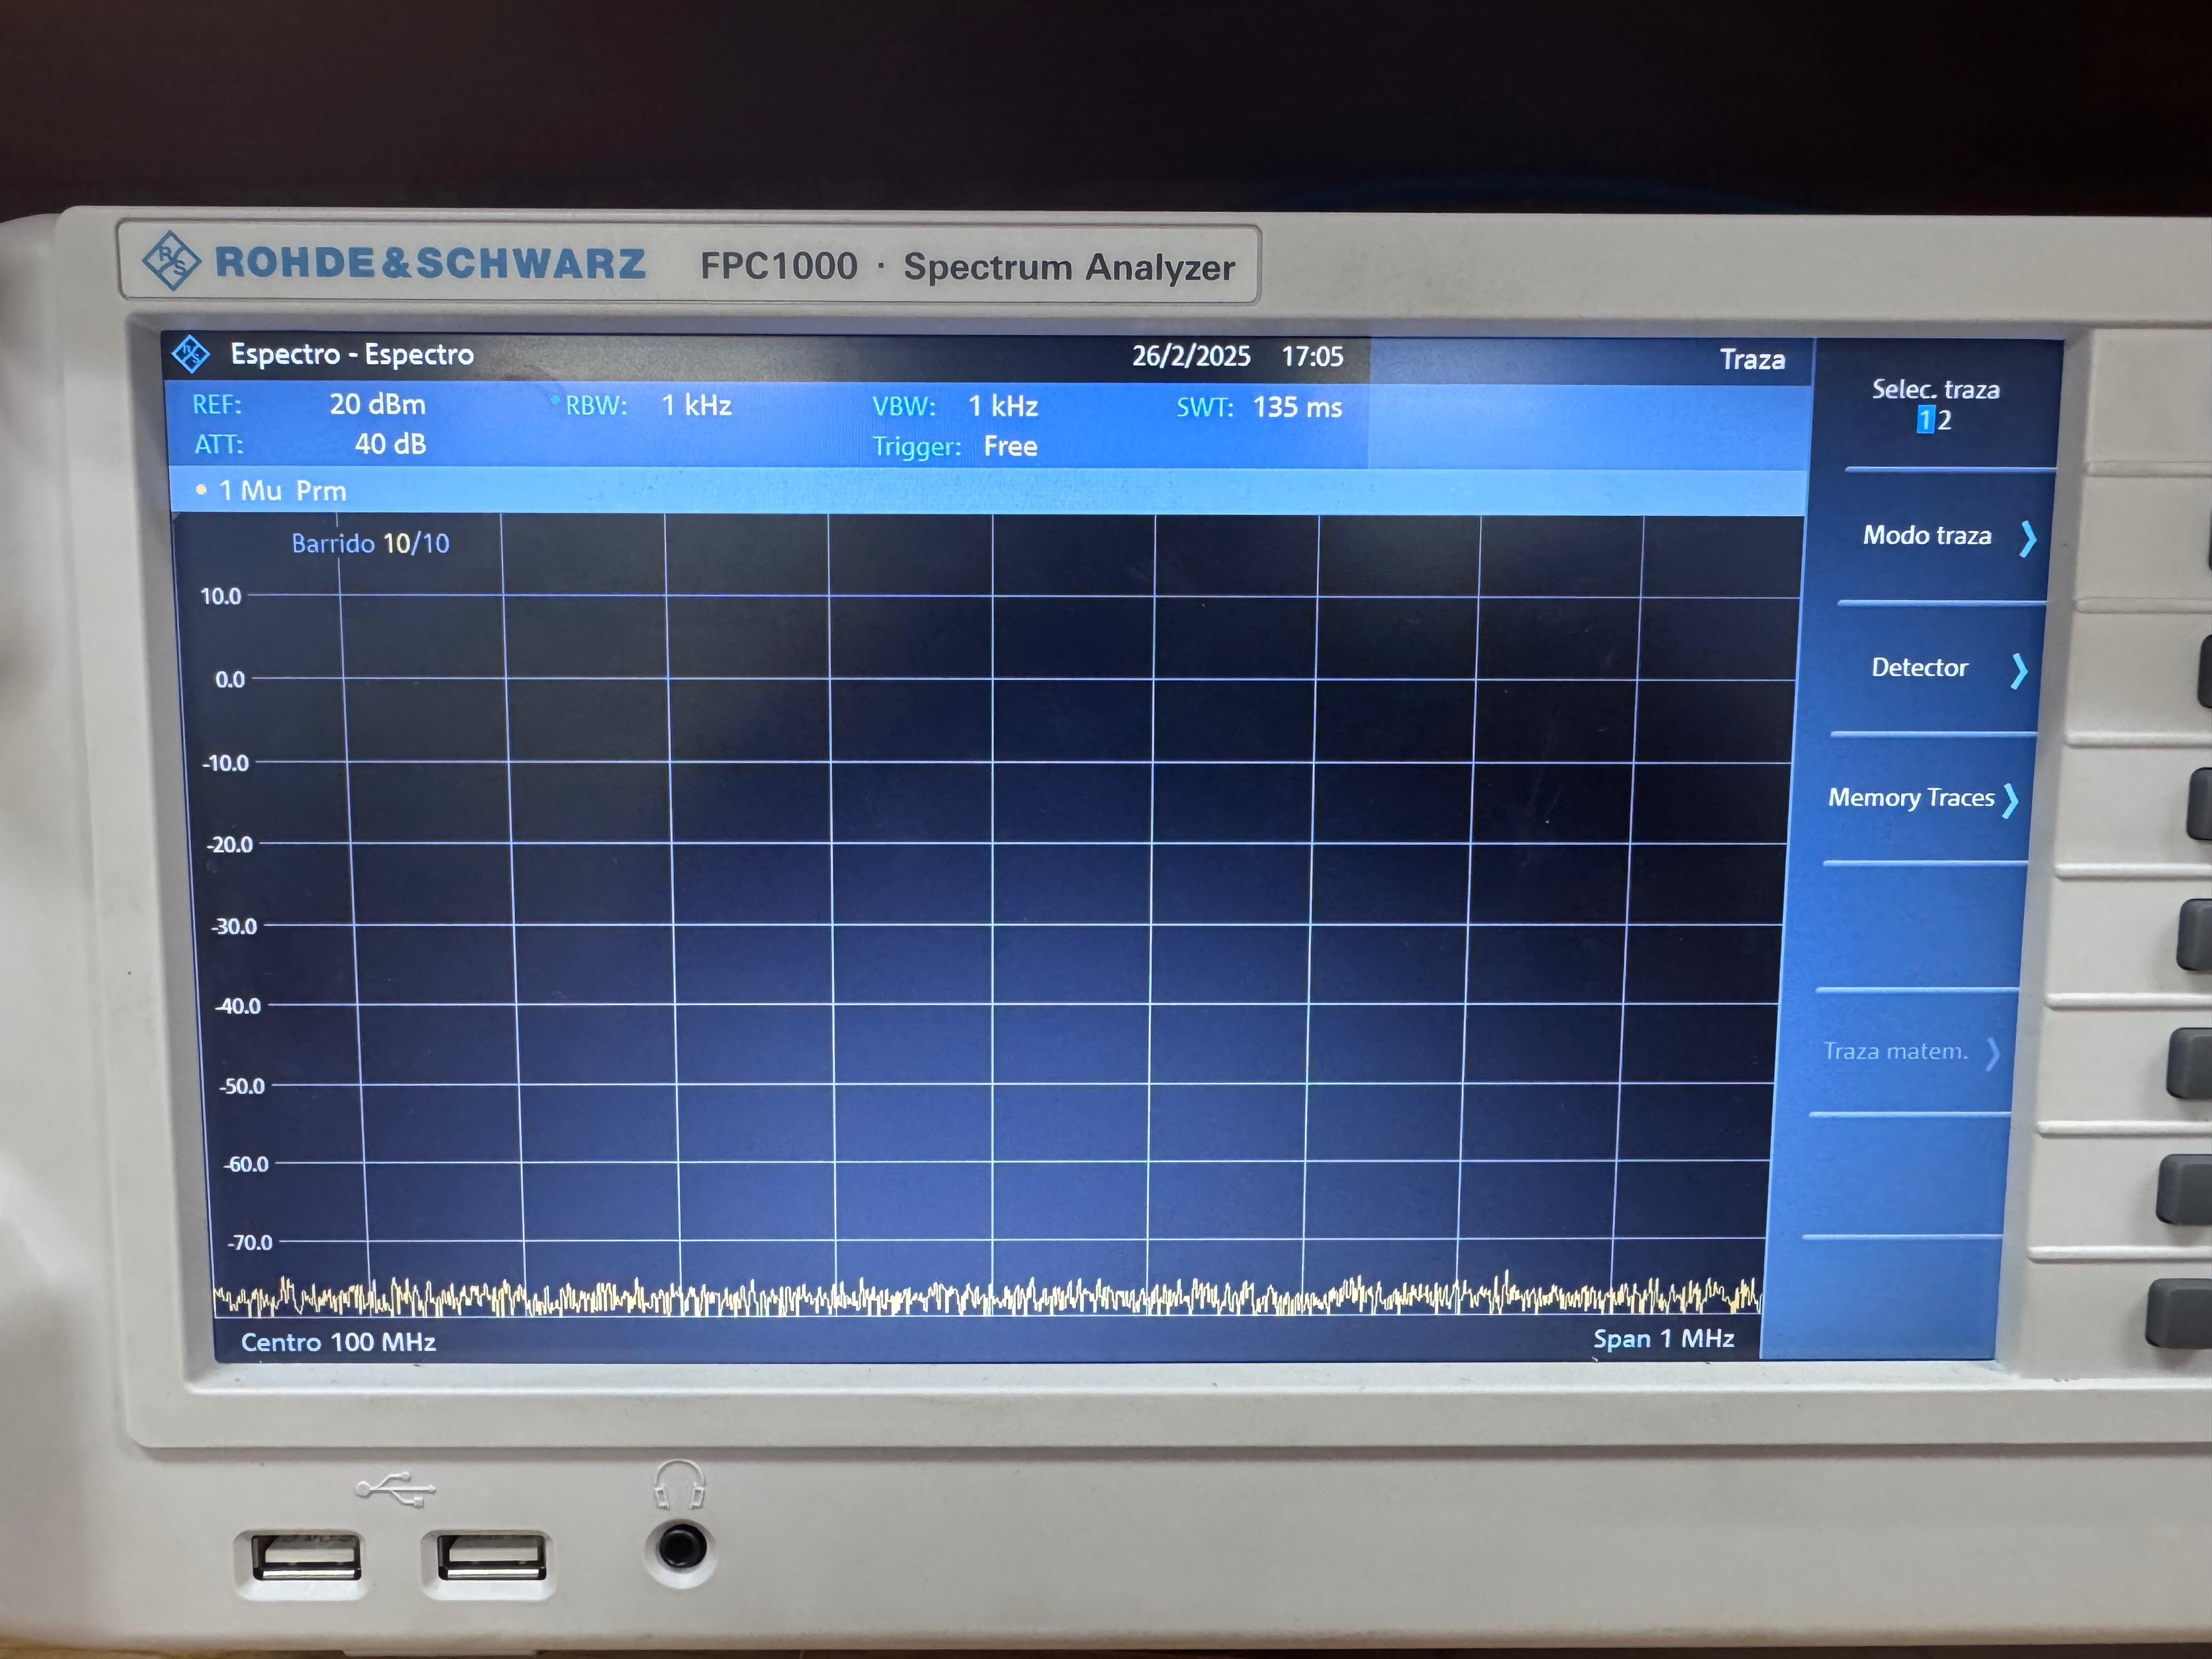 ROHDE&SCHWARZ FPC1000 · Spectrum Analyzer
Espectro - Espectro 26/2/2025 17:05 Traza
REF: 20 dBm RBW: 1 kHz VBW: 1 kHz SWT: 135 ms
ATT: 40 dB Trigger: Free
1 Mu Prm
Barrido 10/10
10.0
0.0
-10.0
-20.0
-30.0
-40.0
-50.0
-60.0
-70.0
Centro 100 MHz Span 1 MHz
Selec. traza
1 2
Modo traza
Detector
Memory Traces
Traza matem.